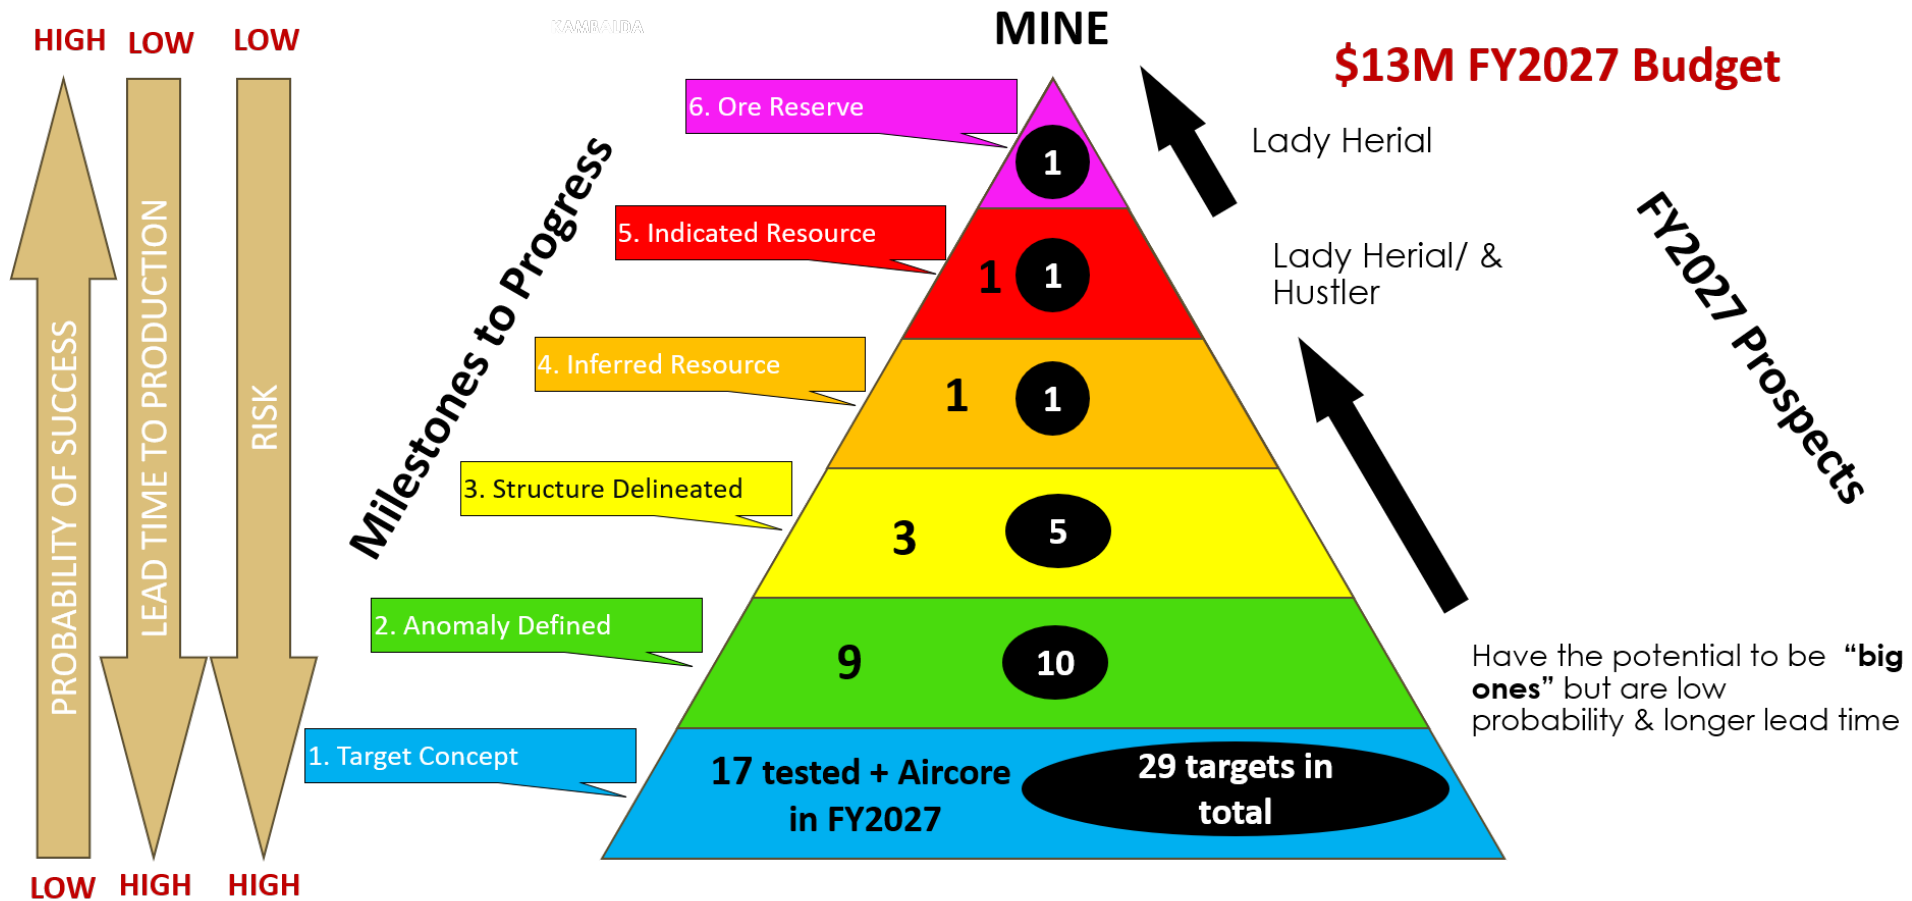 KAMBALDA
MINE
HIGH
LOW
LOW
$13M FY2027 Budget
6. Ore Reserve
1
Lady Herial
5. Indicated Resource
1
1
Lady Herial/ &
Hustler
4. Inferred Resource
1
1
3. Structure Delineated
3
5
2. Anomaly Defined
9
10
Have the potential to be "big
ones" but are low
probability & longer lead time
1. Target Concept
17 tested + Aircore
in FY2027
29 targets in
total
Milestones to Progress
FY2027 Prospects
PROBABILITY OF SUCCESS
LEAD TIME TO PRODUCTION
RISK
LOW
HIGH
HIGH